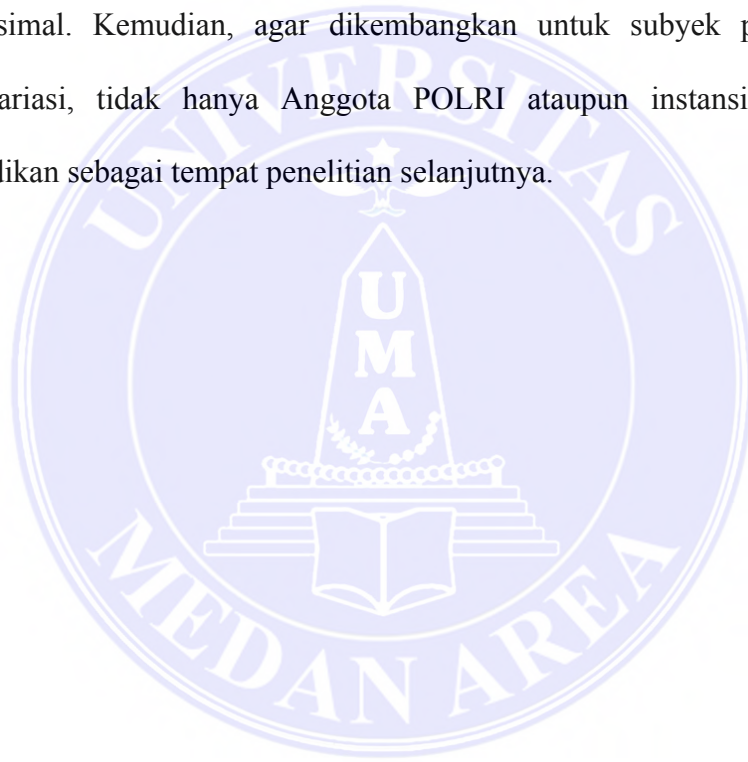 simal. Kemudian, agar dikembangkan untuk subyek p
ariasi, tidak hanya Anggota POLRI ataupun instansi
dikan sebagai tempat penelitian selanjutnya.
UNIVERSITAS
U
M
A
MEDAN AREA